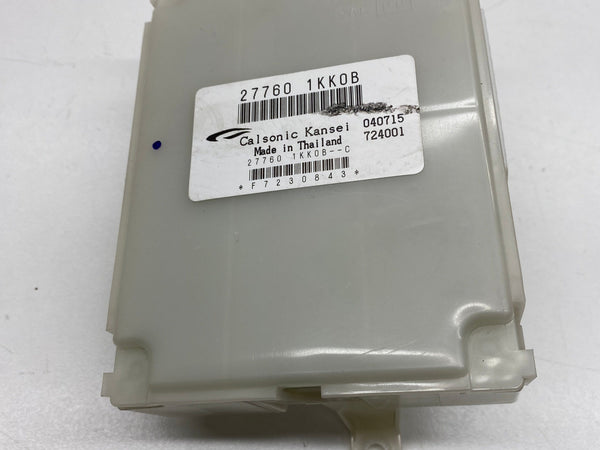 27760 1KK0B
Calsonic Kansei 040715
Made in Thailand 724001
27760 1KK0B--C
*F7230843*